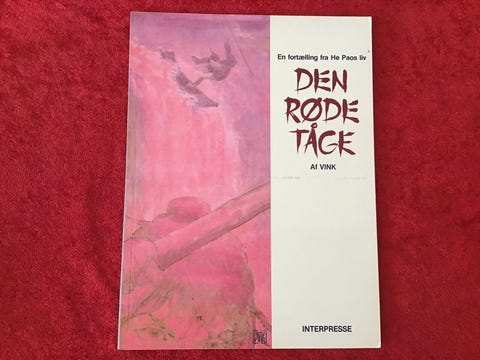 En fortælling fra He Paos liv
DEN
RØDE
TÅGE
Af VINK
INTERPRESSE